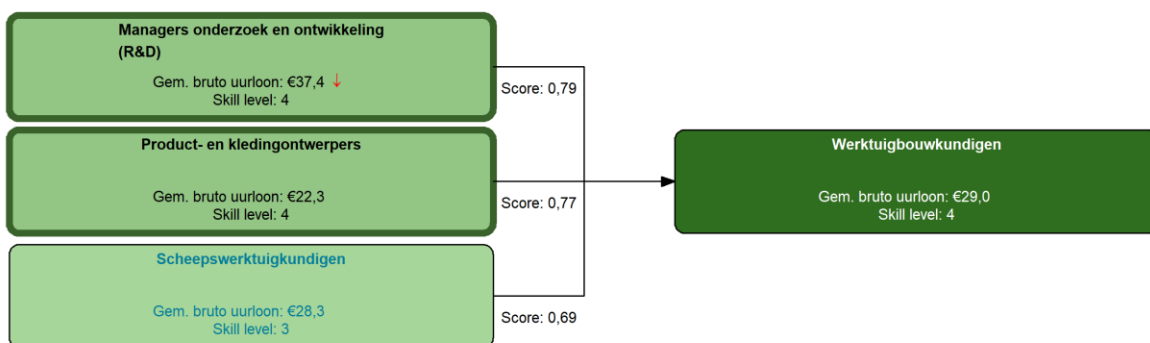 Managers onderzoek en ontwikkeling
(R&D)
Gem. bruto uurloon: €37,4 ↓
Skill level: 4
Score: 0,79
Product- en kledingontwerpers
Gem. bruto uurloon: €22,3
Skill level: 4
Score: 0,77
Scheepswerktuigkundigen
Gem. bruto uurloon: €28,3
Skill level: 3
Score: 0,69
Werktuigbouwkundigen
Gem. bruto uurloon: €29,0
Skill level: 4